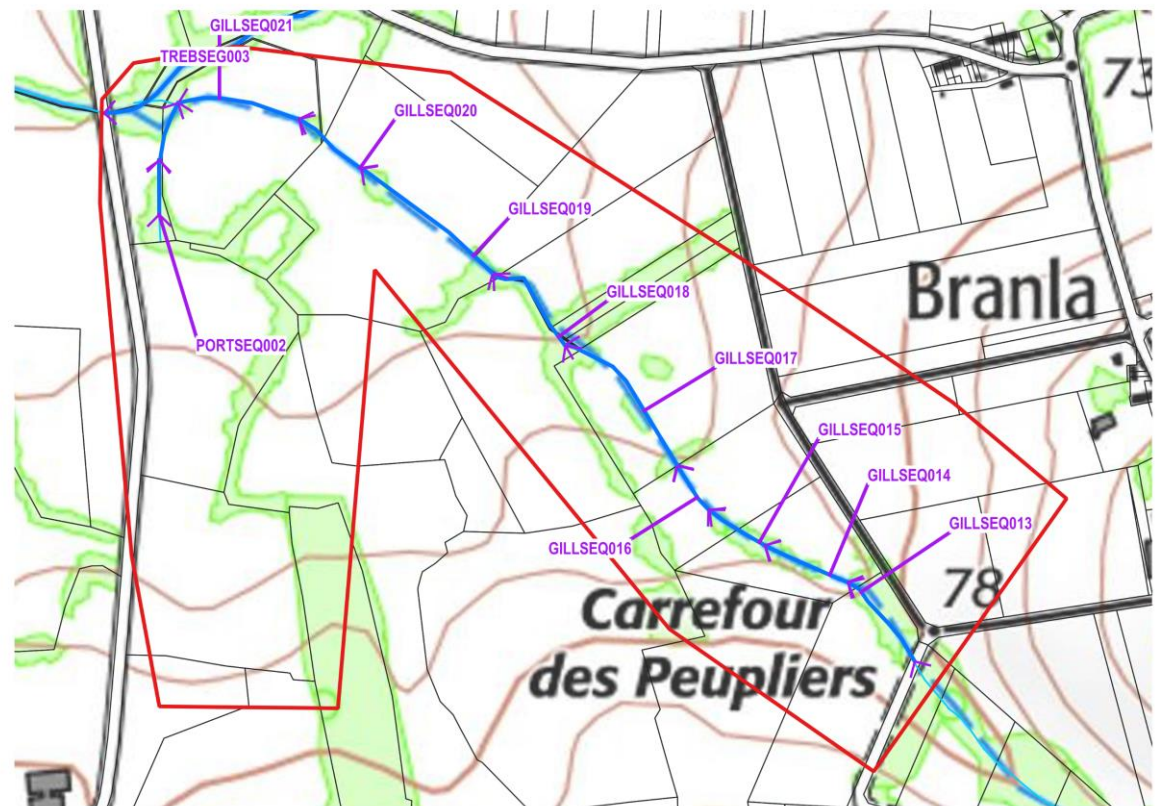 GILLSEQ021
TREBSEG003
73
GILLSEQ020
GILLSEQ019
Branla
GILLSEQ018
PORTSEQ002
GILLSEQ017
GILLSEQ015
GILLSEQ014
GILLSEQ013
GILLSEQ016
78
Carrefour
des Peupliers